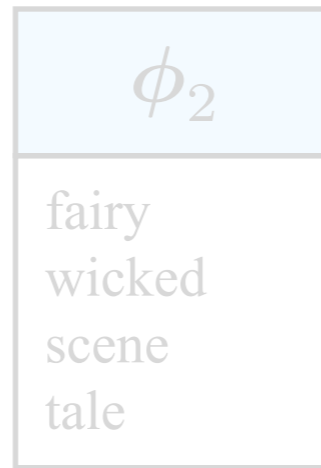 ϕ₂
fairy
wicked
scene
tale